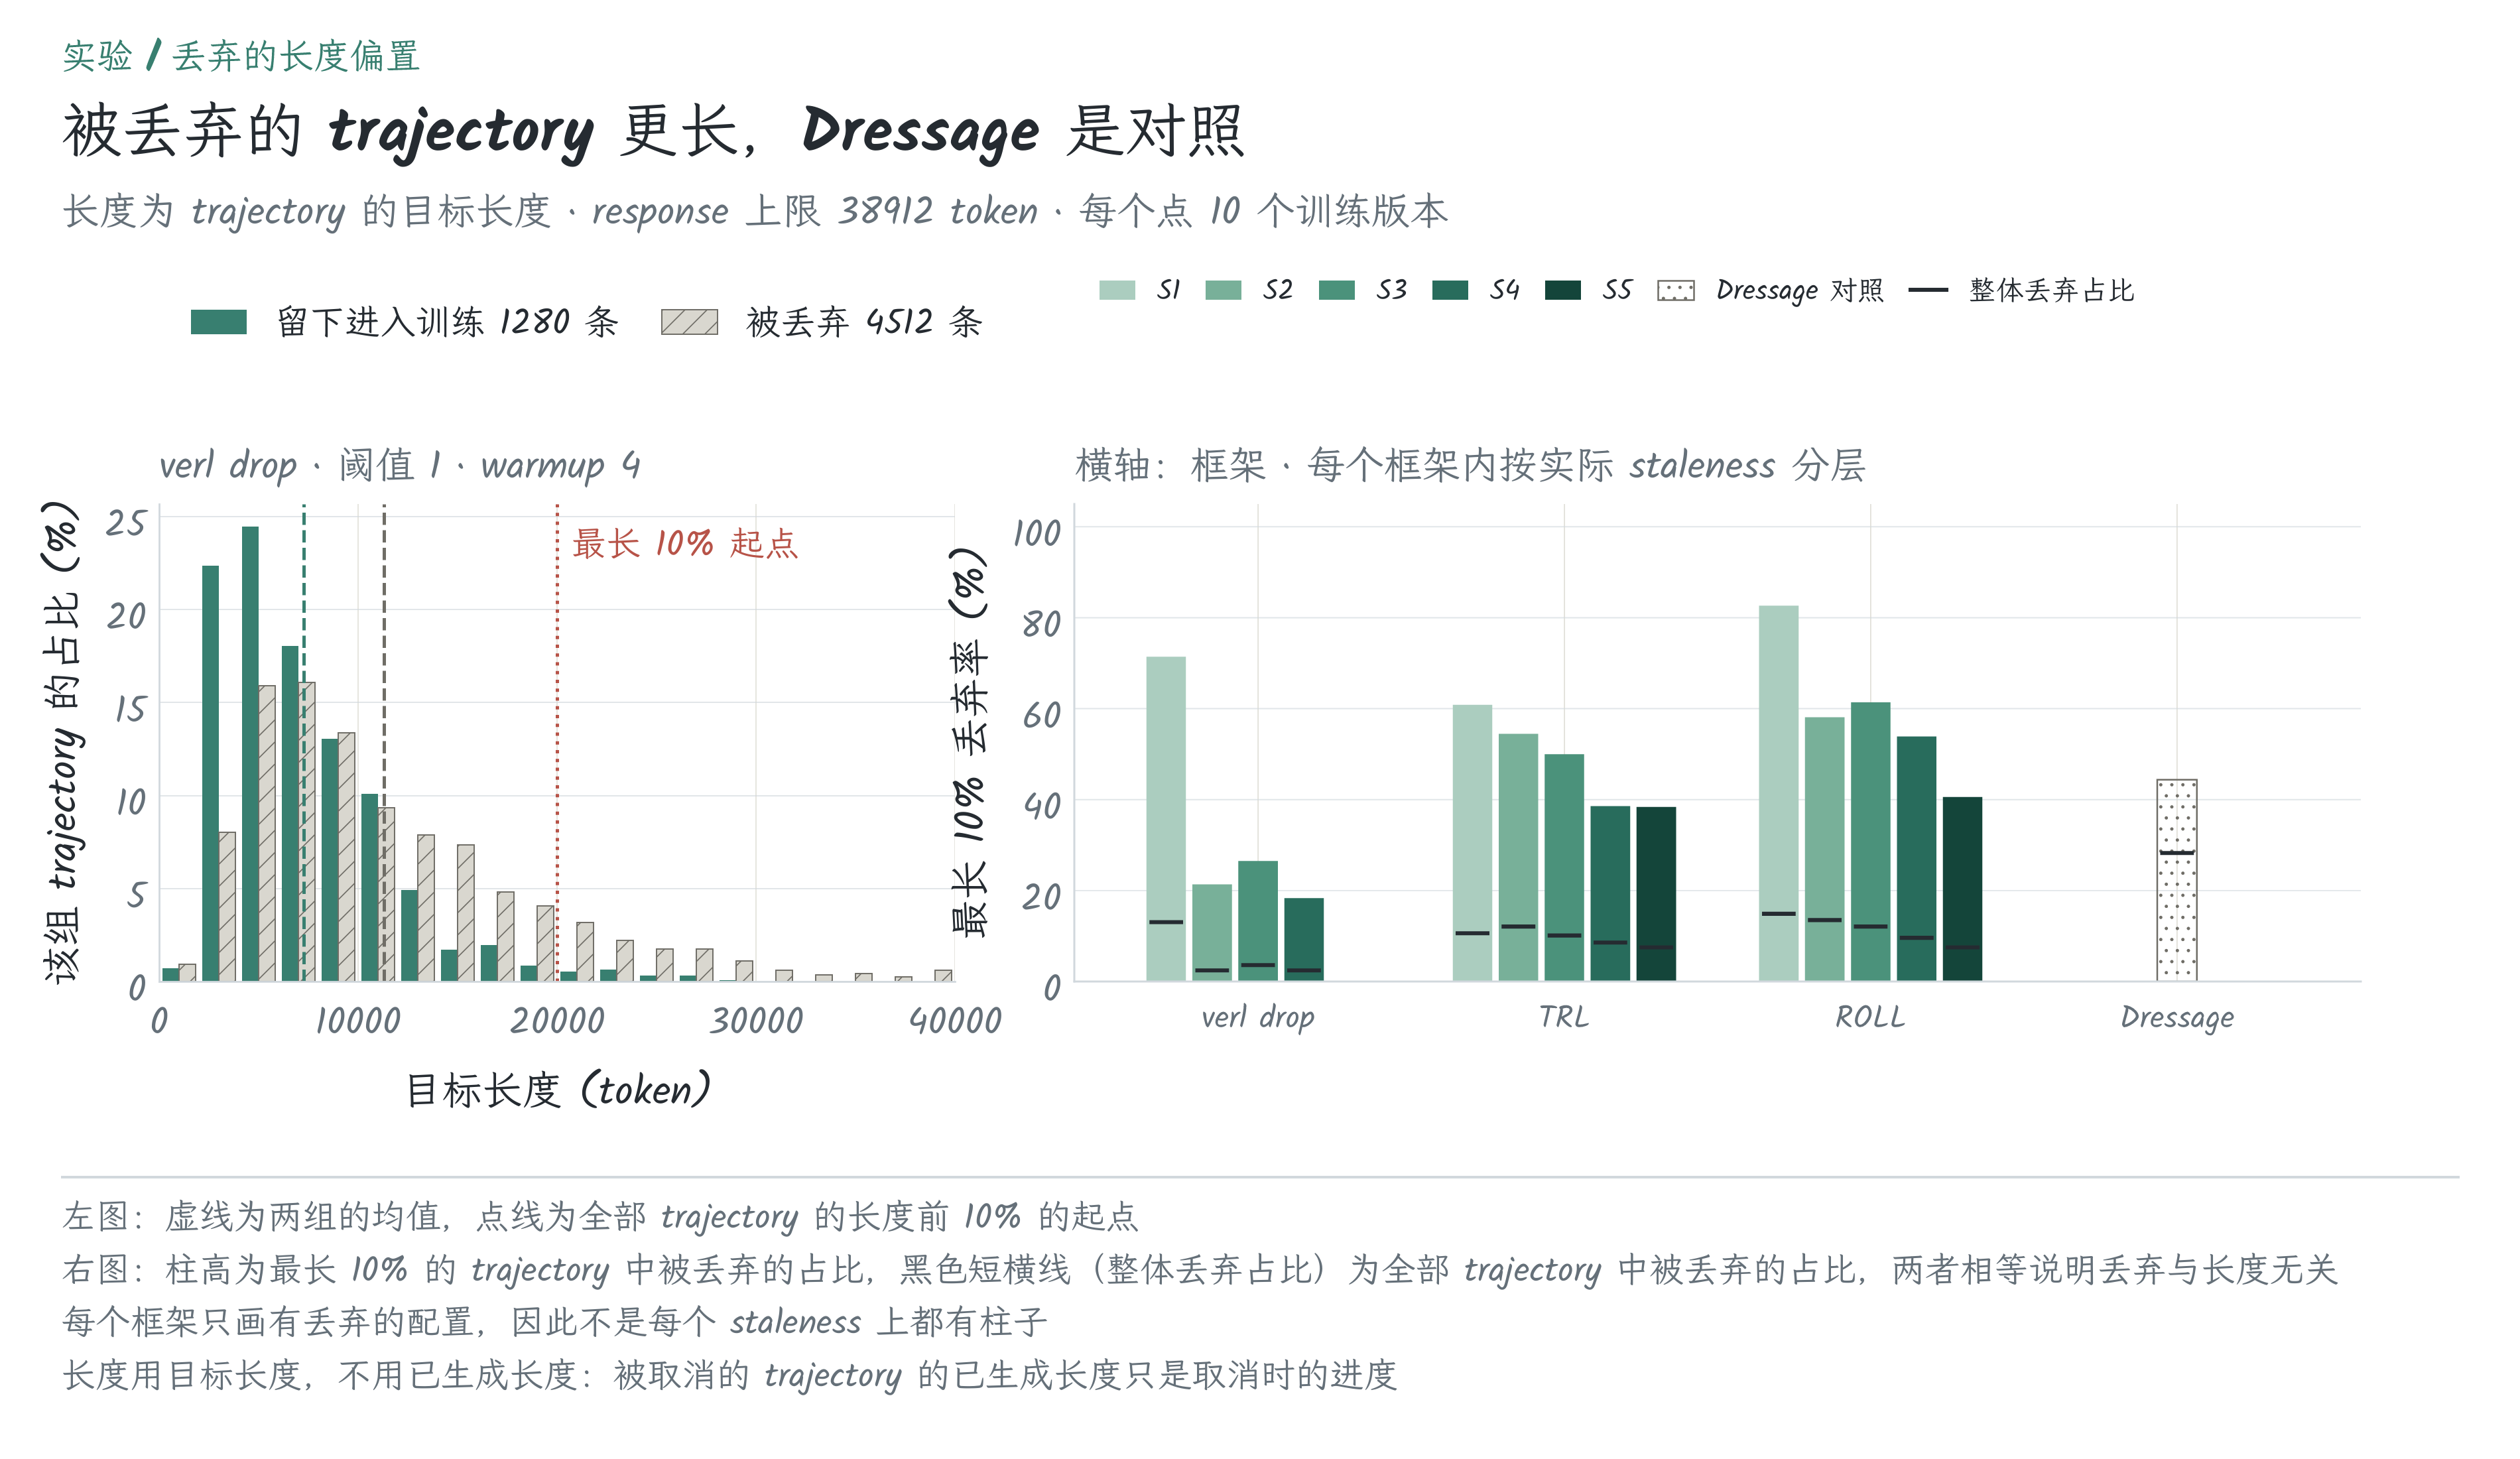 实验 / 丢弃的长度偏置
被丢弃的 trajectory 更长，Dressage 是对照
长度为 trajectory 的目标长度 · response 上限 38912 token · 每个点 10 个训练版本
留下进入训练 1280 条
被丢弃 4512 条
S1 S2 S3 S4 S5 Dressage 对照 整体丢弃占比
verl drop · 阈值 1 · warmup 4
该组 trajectory 的占比 (%)
25
20
15
10
5
0
最长 10% 起点
0 10000 20000 30000 40000
目标长度 (token)
横轴：框架 · 每个框架内按实际 staleness 分层
最长 10% 丢弃率 (%)
100
80
60
40
20
0
verl drop TRL ROLL Dressage
左图：虚线为两组的均值，点线为全部 trajectory 的长度前 10% 的起点
右图：柱高为最长 10% 的 trajectory 中被丢弃的占比，黑色短横线（整体丢弃占比）为全部 trajectory 中被丢弃的占比，两者相等说明丢弃与长度无关
每个框架只画有丢弃的配置，因此不是每个 staleness 上都有柱子
长度用目标长度，不用已生成长度：被取消的 trajectory 的已生成长度只是取消时的进度